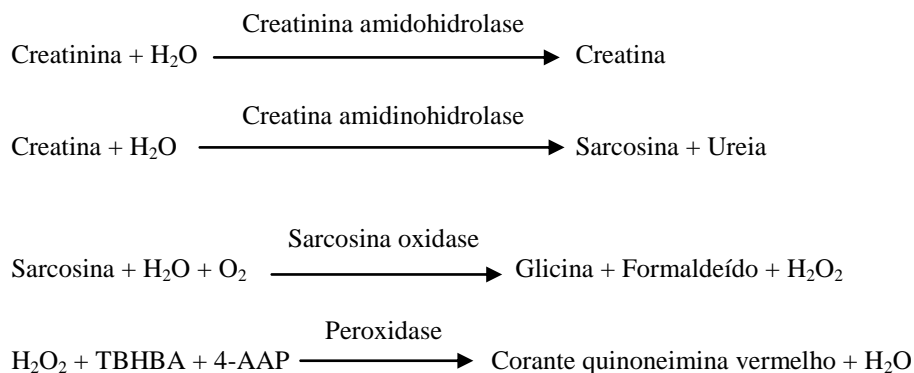 Creatinina amidohidrolase
Creatinina + H₂O Creatina
Creatina amidinohidrolase
Creatina + H₂O Sarcosina + Ureia
Sarcosina oxidase
Sarcosina + H₂O + O₂ Glicina + Formaldeído + H₂O₂
Peroxidase
H₂O₂ + TBHBA + 4-AAP Corante quinoneimina vermelho + H₂O